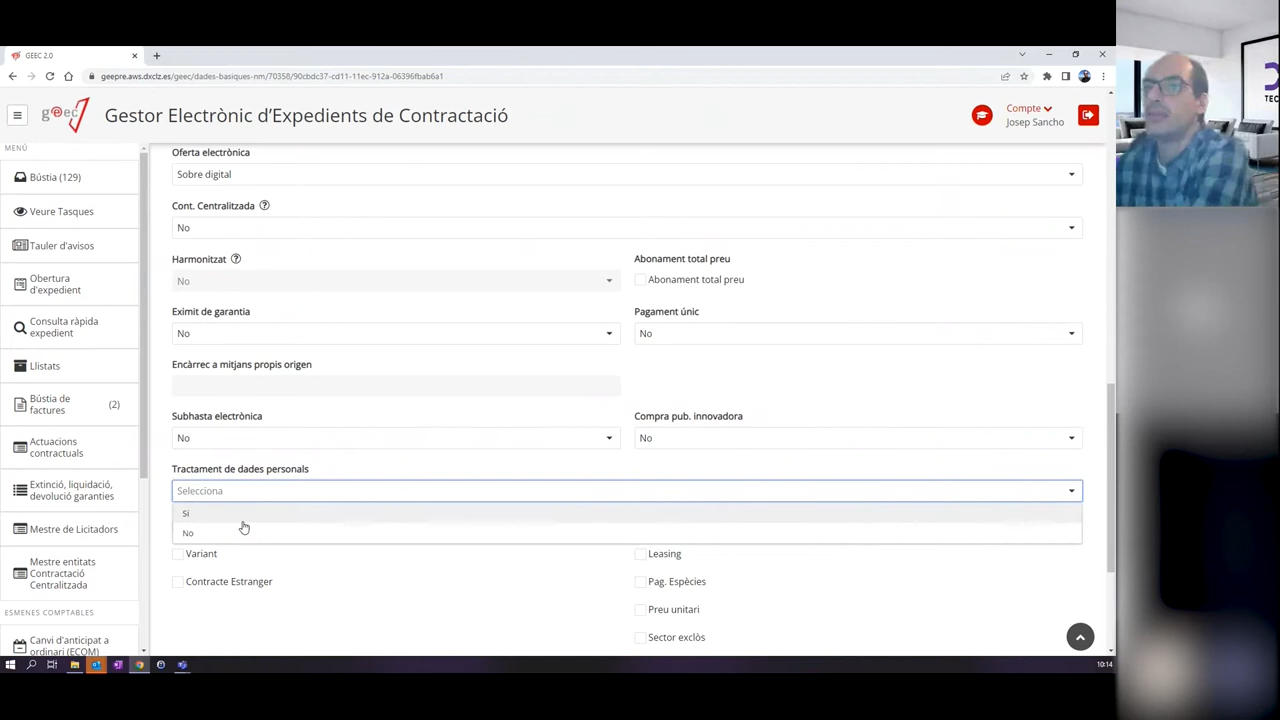 GEEC 2.0
geepre.aws.dxclz.es/geec/dades-basiques-nm/70358/90cbdc37-cd11-11ec-912a-06396fbab6a1
geec
Gestor Electrònic d'Expedients de Contractació
Compte
Josep Sancho
MENÚ
Bústia (129)
Veure Tasques
Tauler d'avisos
Obertura
d'expedient
Consulta ràpida
expedient
Llistats
Bústia de
factures
(2)
Actuacions
contractuals
Extinció, liquidació,
devolució garanties
Mestre de Licitadors
Mestre entitats
Contractació
Centralitzada
ESMENES COMPTABLES
Canvi d'anticipat a
ordinari (ECOM)
Oferta electrònica
Sobre digital
Cont. Centralitzada
No
Harmonitzat
No
Abonament total preu
Abonament total preu
Eximit de garantia
No
Pagament únic
No
Encàrrec a mitjans propis origen
Subhasta electrònica
No
Compra pub. innovadora
No
Tractament de dades personals
Selecciona
Si
No
Variant
Leasing
Contracte Estranger
Pag. Espècies
Preu unitari
Sector exclòs
10:14
TEC